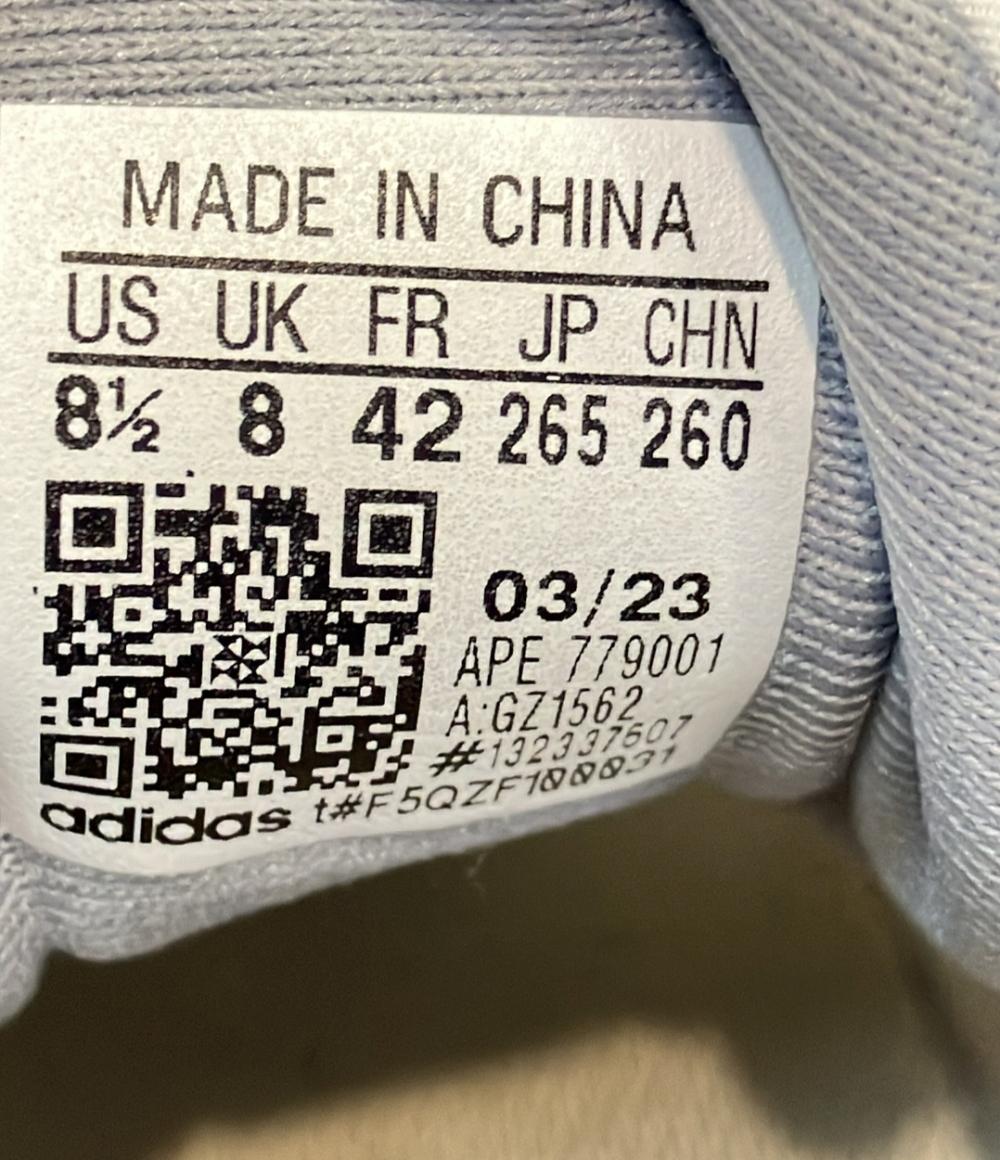 MADE IN CHINA
US UK FR JP CHN
8½ 8 42 265 260
03/23
APE 779001
A:GZ1562
#132337607
adidas t#F5QZF100031